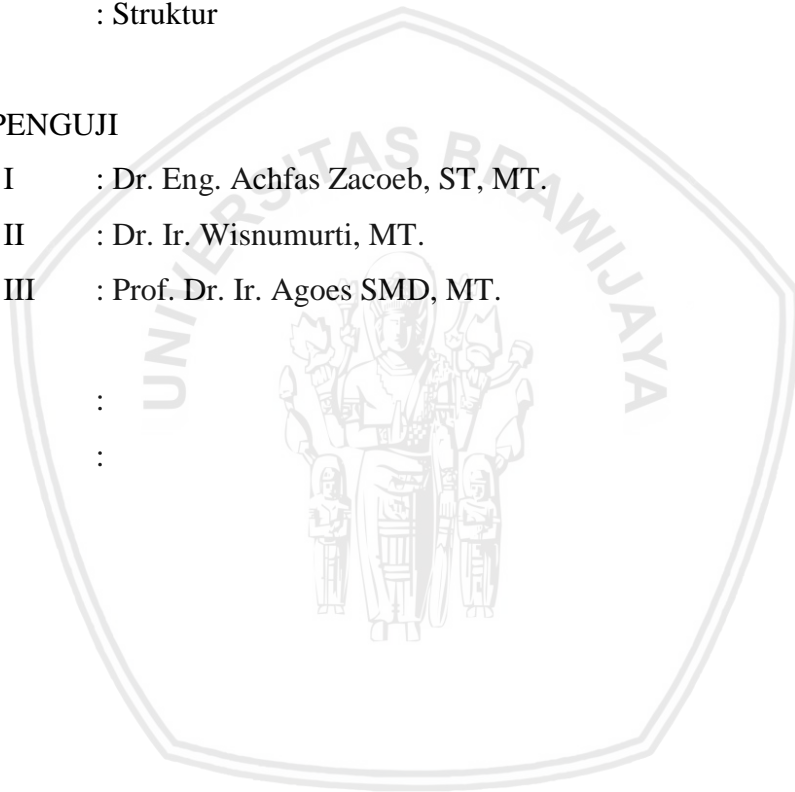 : Struktur
PENGUJI
I : Dr. Eng. Achfas Zacoeb, ST, MT.
II : Dr. Ir. Wisnumurti, MT.
III : Prof. Dr. Ir. Agoes SMD, MT.
:
:
UNIVERSITAS BRAWIJAYA